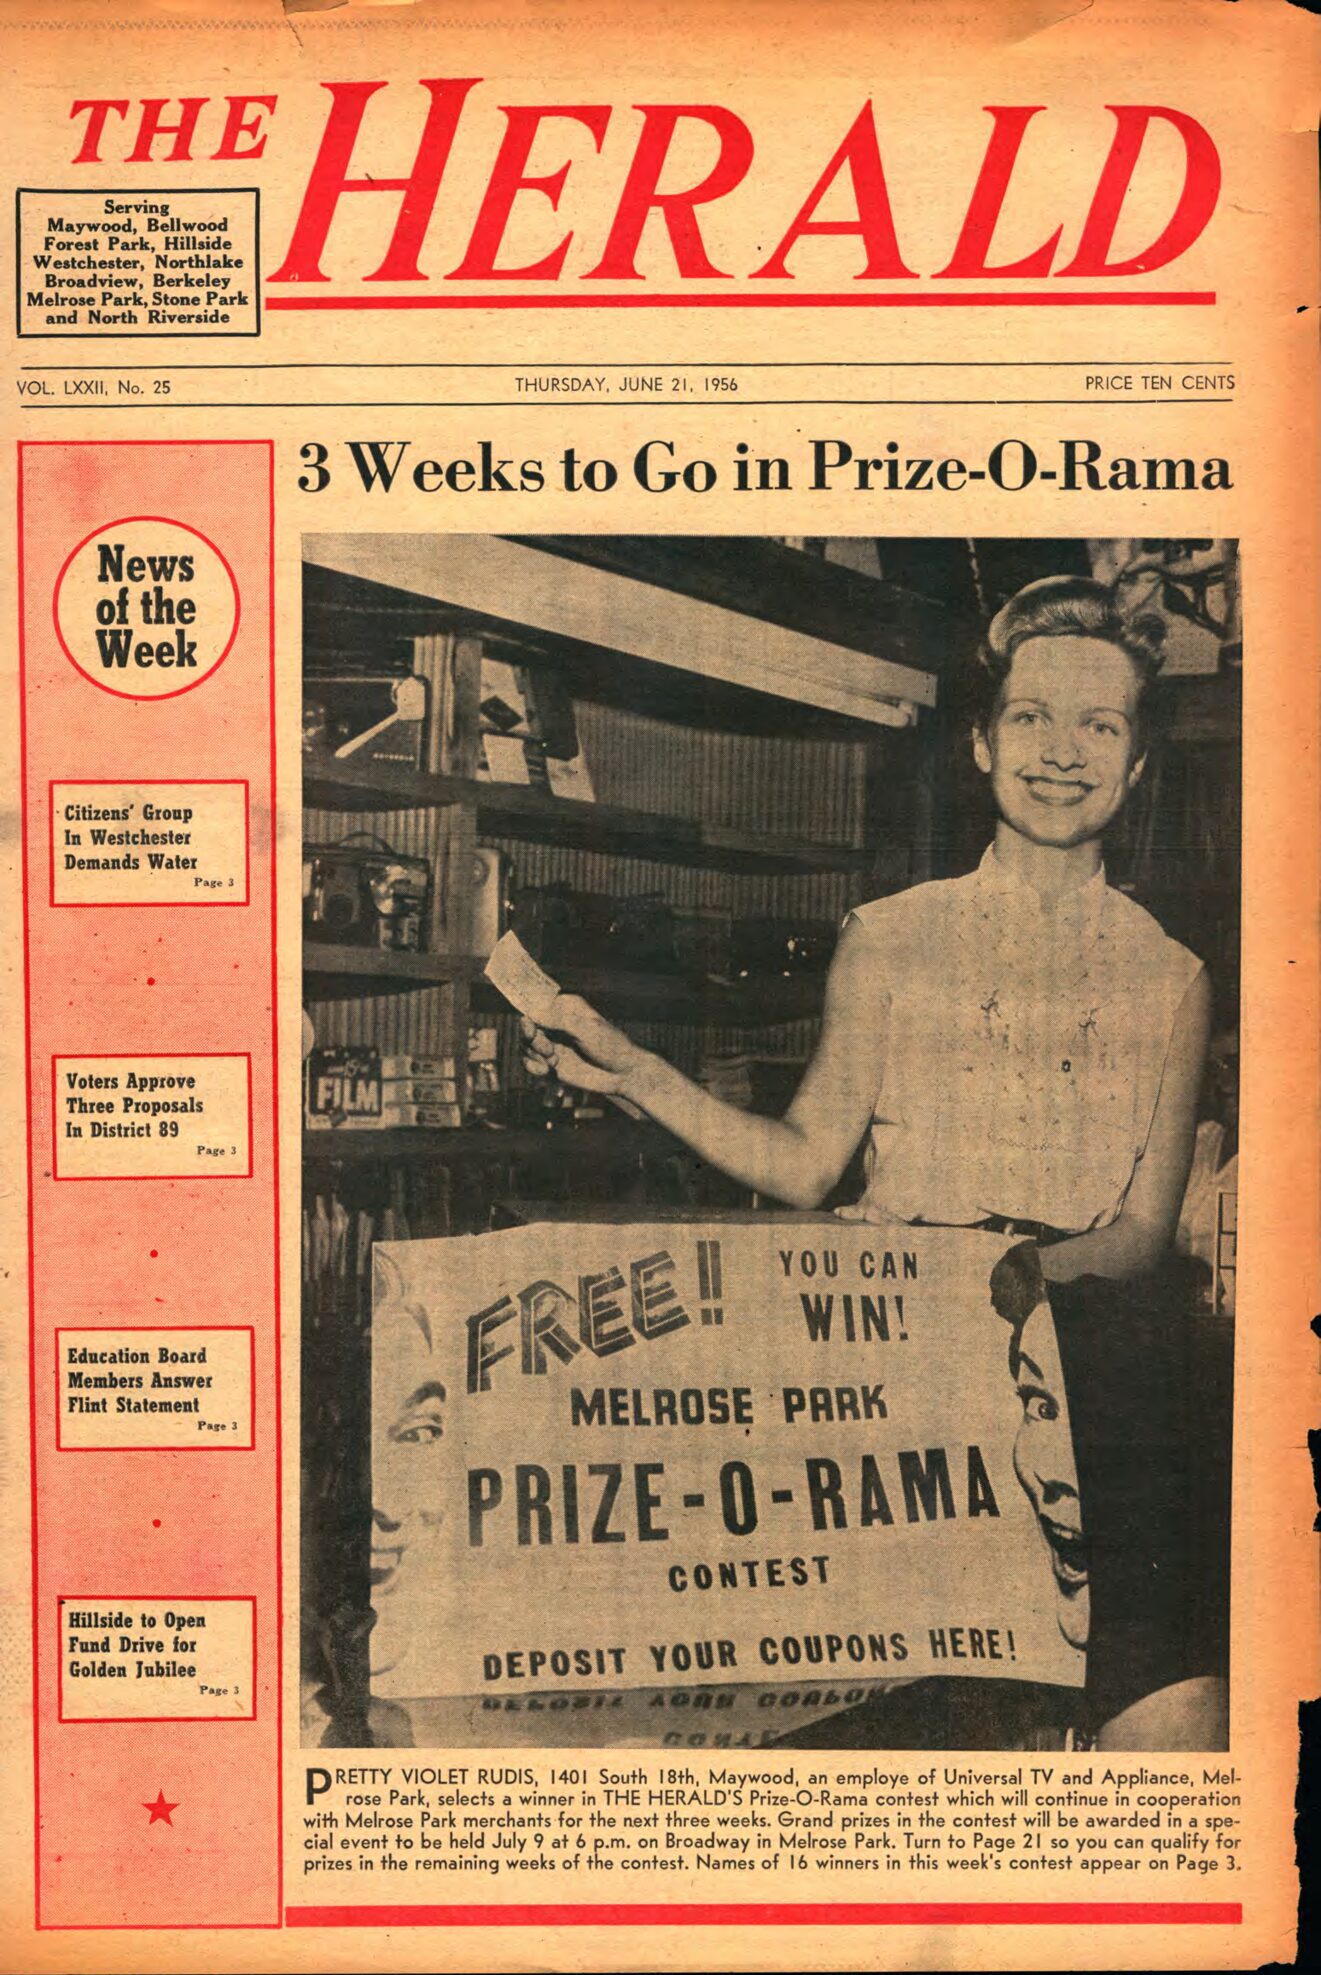 THE HERALD
Serving
Maywood, Bellwood
Forest Park, Hillside
Westchester, Northlake
Broadview, Berkeley
Melrose Park, Stone Park
and North Riverside
VOL. LXXII, No. 25
THURSDAY, JUNE 21, 1956
PRICE TEN CENTS
News
of the
Week
Citizens' Group
In Westchester
Demands Water
Page 3
Voters Approve
Three Proposals
In District 89
Page 3
Education Board
Members Answer
Flint Statement
Page 3
Hillside to Open
Fund Drive for
Golden Jubilee
Page 3
3 Weeks to Go in Prize-O-Rama
FILM
FREE!!
YOU CAN
WIN!
MELROSE PARK
PRIZE-O-RAMA
CONTEST
DEPOSIT YOUR COUPONS HERE!
PRETTY VIOLET RUDIS, 1401 South 18th, Maywood, an employe of Universal TV and Appliance, Mel-
rose Park, selects a winner in THE HERALD'S Prize-O-Rama contest which will continue in cooperation
with Melrose Park merchants for the next three weeks. Grand prizes in the contest will be awarded in a spe-
cial event to be held July 9 at 6 p.m. on Broadway in Melrose Park. Turn to Page 21 so you can qualify for
prizes in the remaining weeks of the contest. Names of 16 winners in this week's contest appear on Page 3.